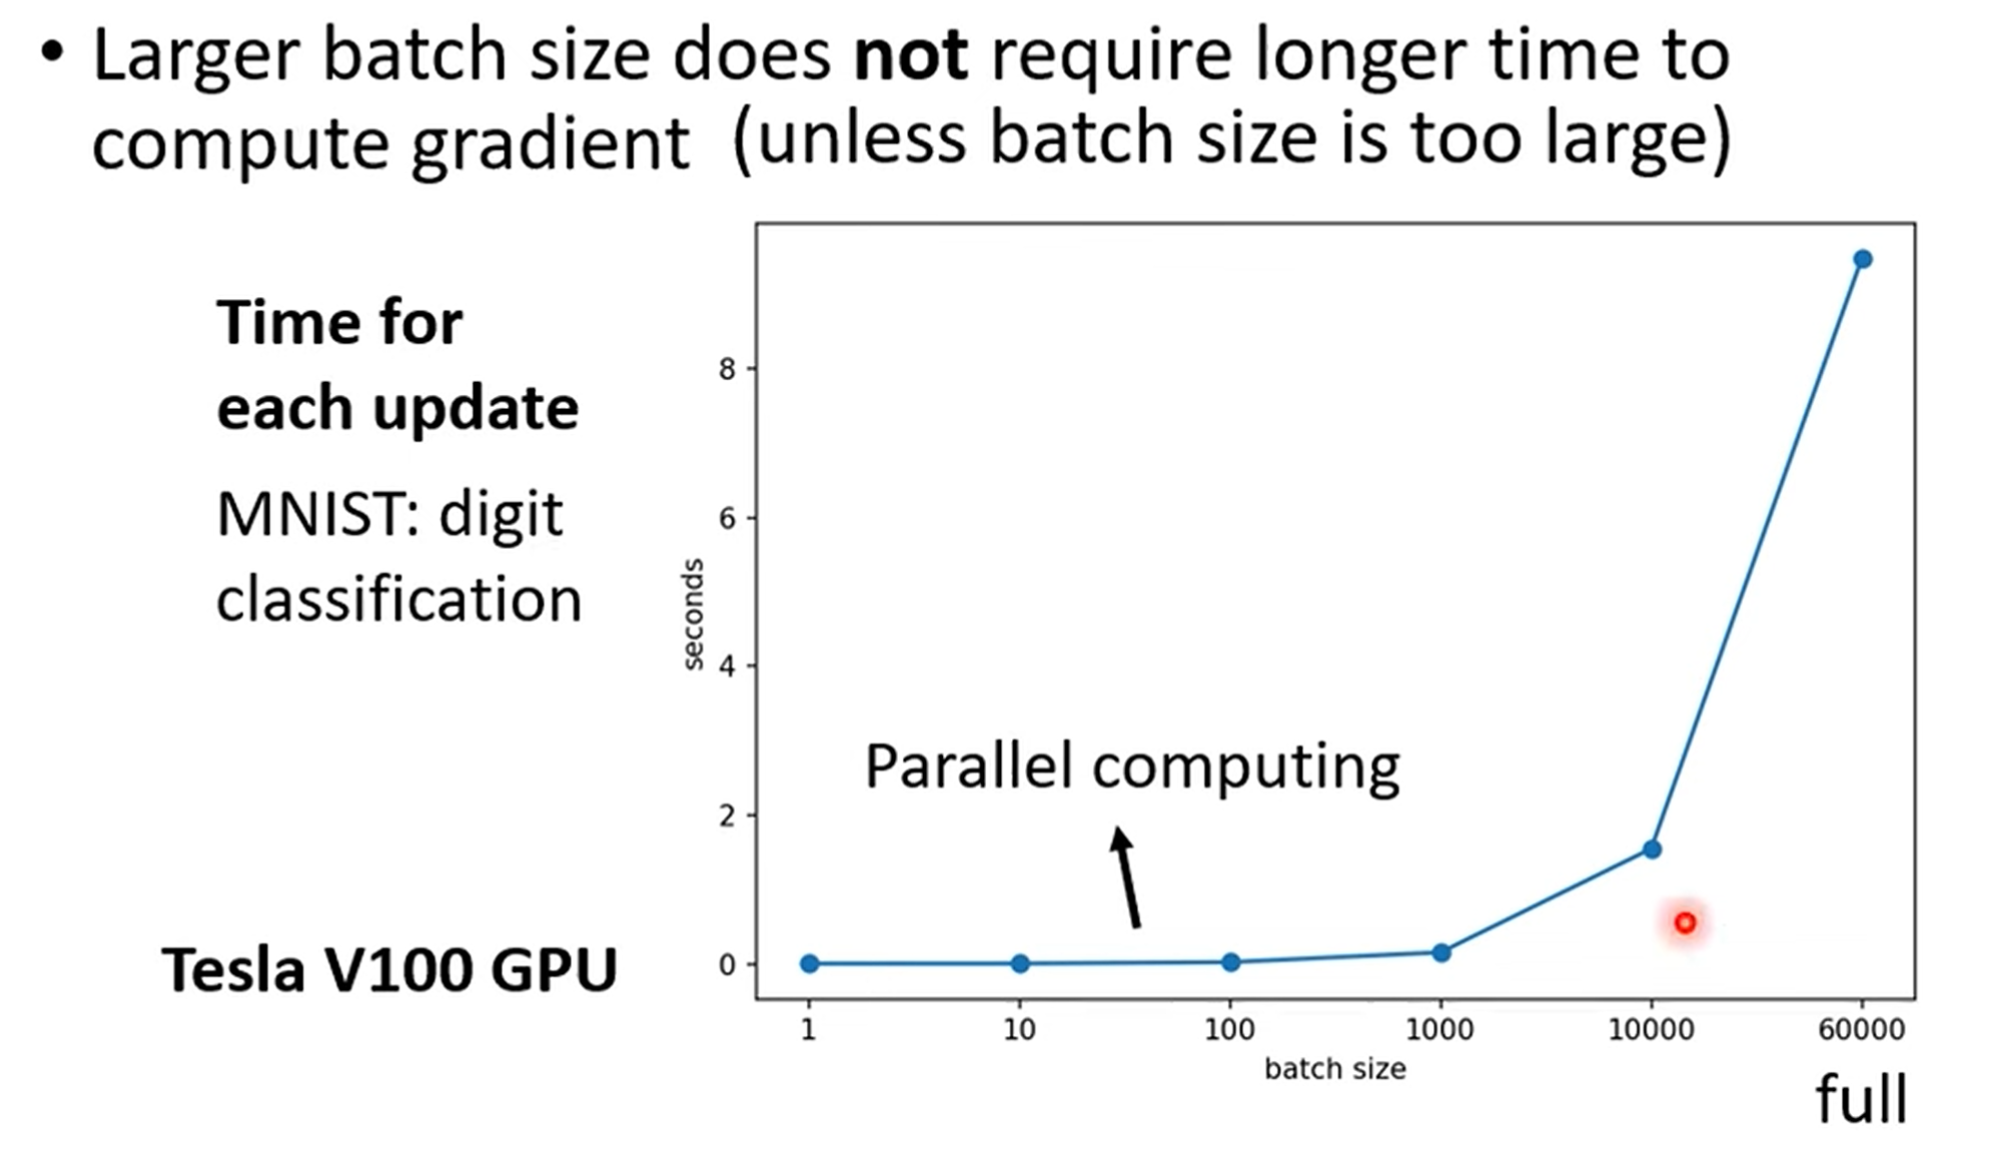 • Larger batch size does not require longer time to
compute gradient (unless batch size is too large)
Time for
each update
MNIST: digit
classification
Tesla V100 GPU
8
6
4
2
0
seconds
Parallel computing
1 10 100 1000 10000 60000
batch size
full